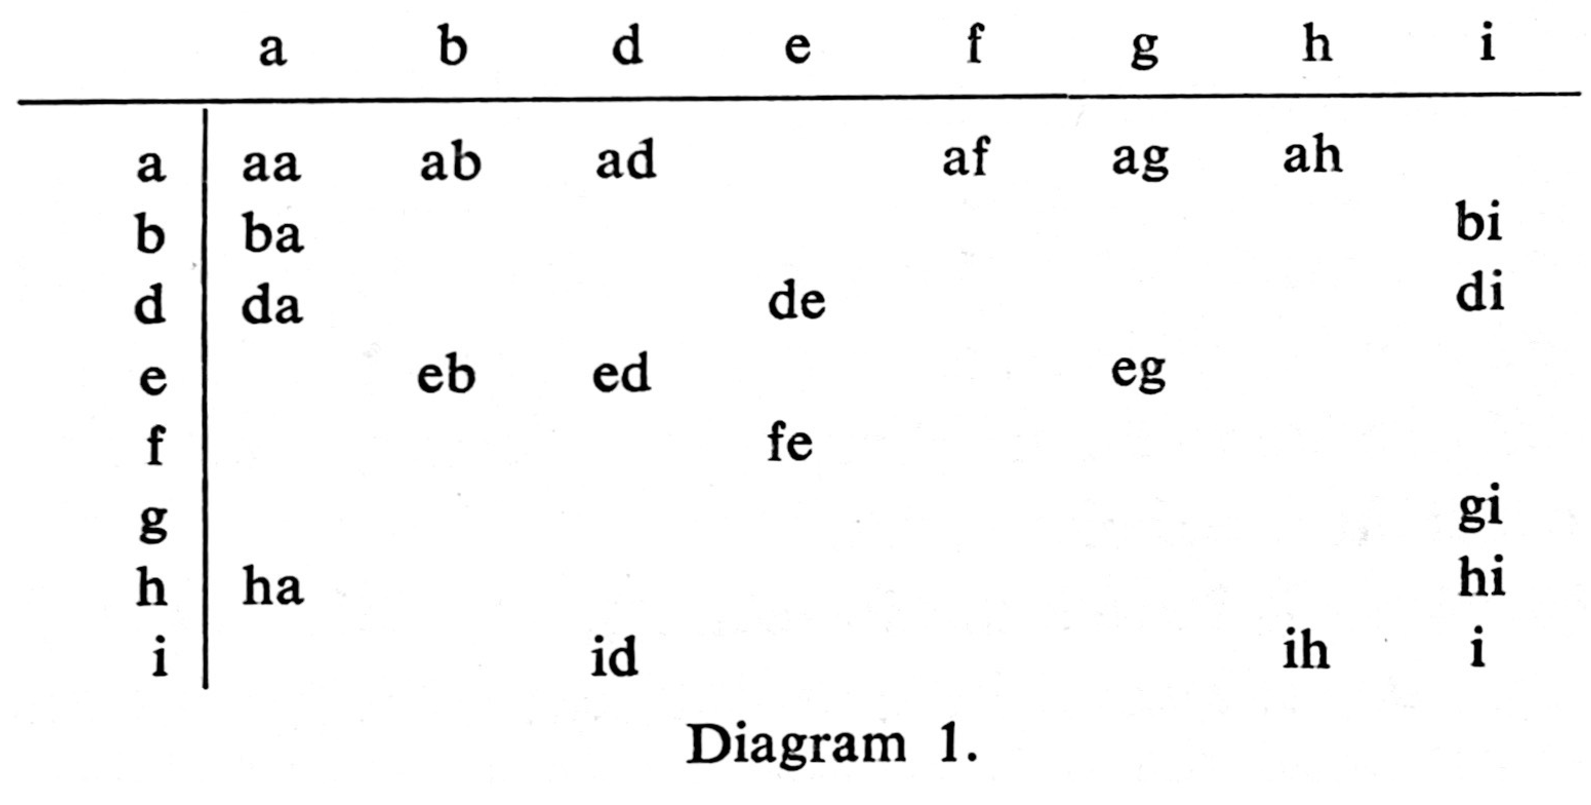 a b d e f g h i
a aa ab ad af ag ah
b ba bi
d da de di
e eb ed eg
f fe
g gi
h ha hi
i id ih i
Diagram 1.